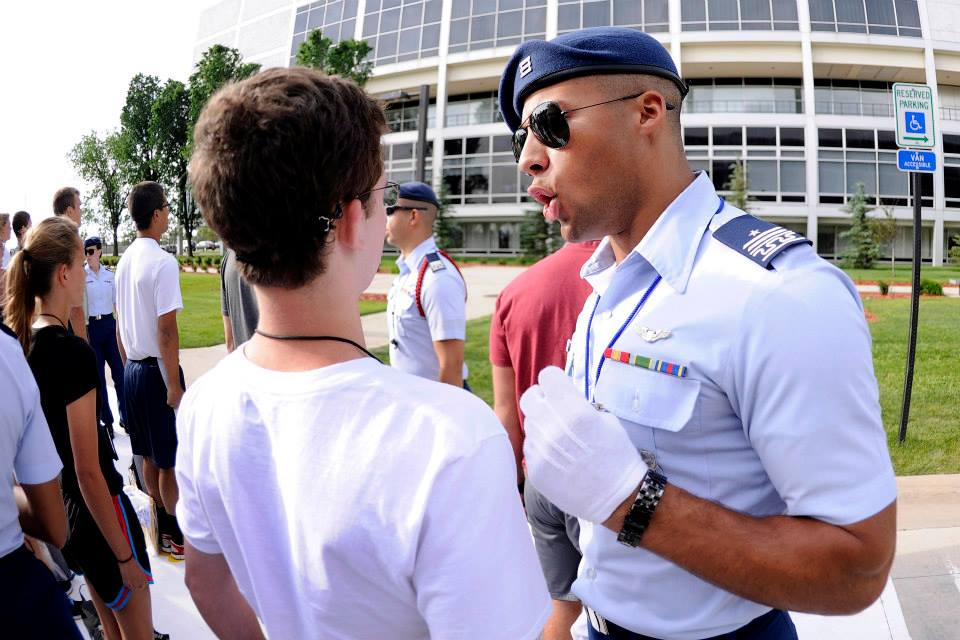 RESERVED
PARKING
VAN
ACCESSIBLE